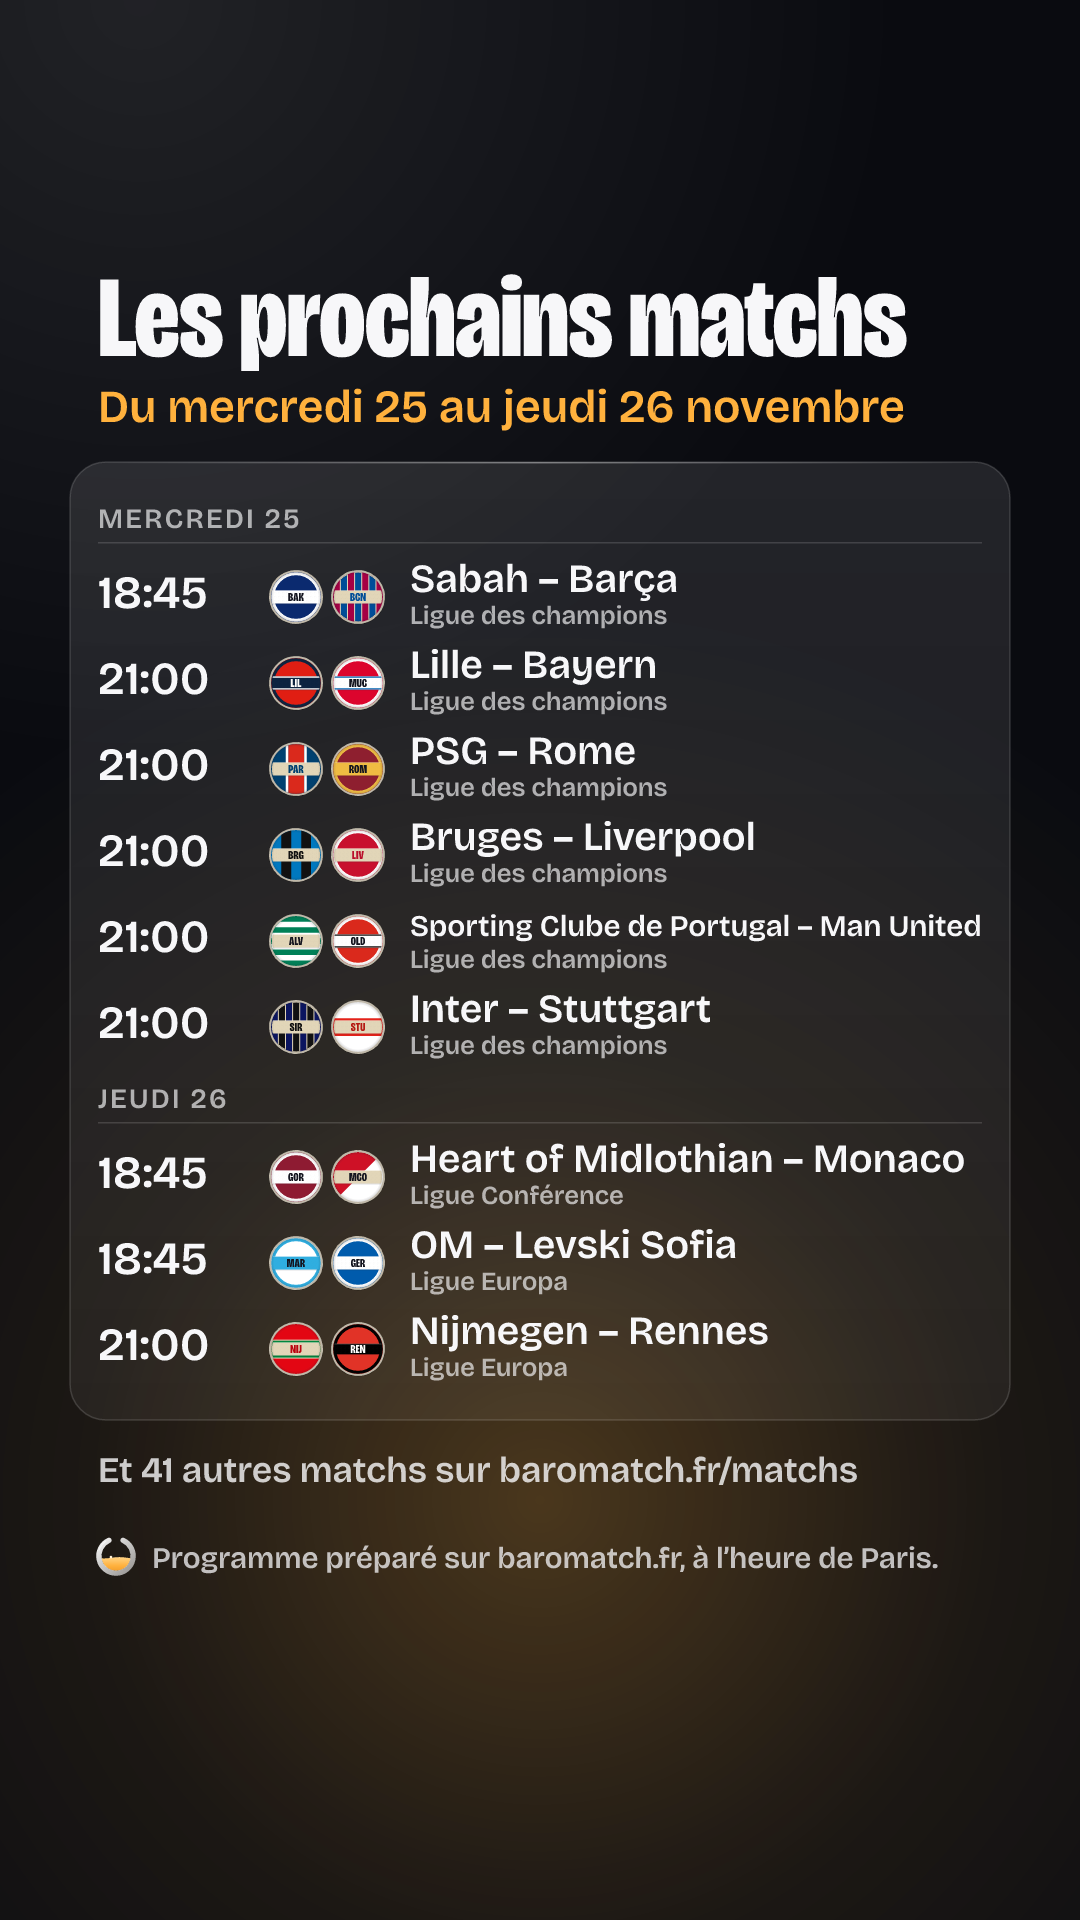 Les prochains matchs
Du mercredi 25 au jeudi 26 novembre
MERCREDI 25
18:45 BAK BCN Sabah – Barça
Ligue des champions
21:00 LIL MUC Lille – Bayern
Ligue des champions
21:00 PAR ROM PSG – Rome
Ligue des champions
21:00 BRG LIV Bruges – Liverpool
Ligue des champions
21:00 ALV OLD Sporting Clube de Portugal – Man United
Ligue des champions
21:00 SIR STU Inter – Stuttgart
Ligue des champions
JEUDI 26
18:45 GOR MCO Heart of Midlothian – Monaco
Ligue Conférence
18:45 MAR GER OM – Levski Sofia
Ligue Europa
21:00 NIJ REN Nijmegen – Rennes
Ligue Europa
Et 41 autres matchs sur baromatch.fr/matchs
Programme préparé sur baromatch.fr, à l’heure de Paris.